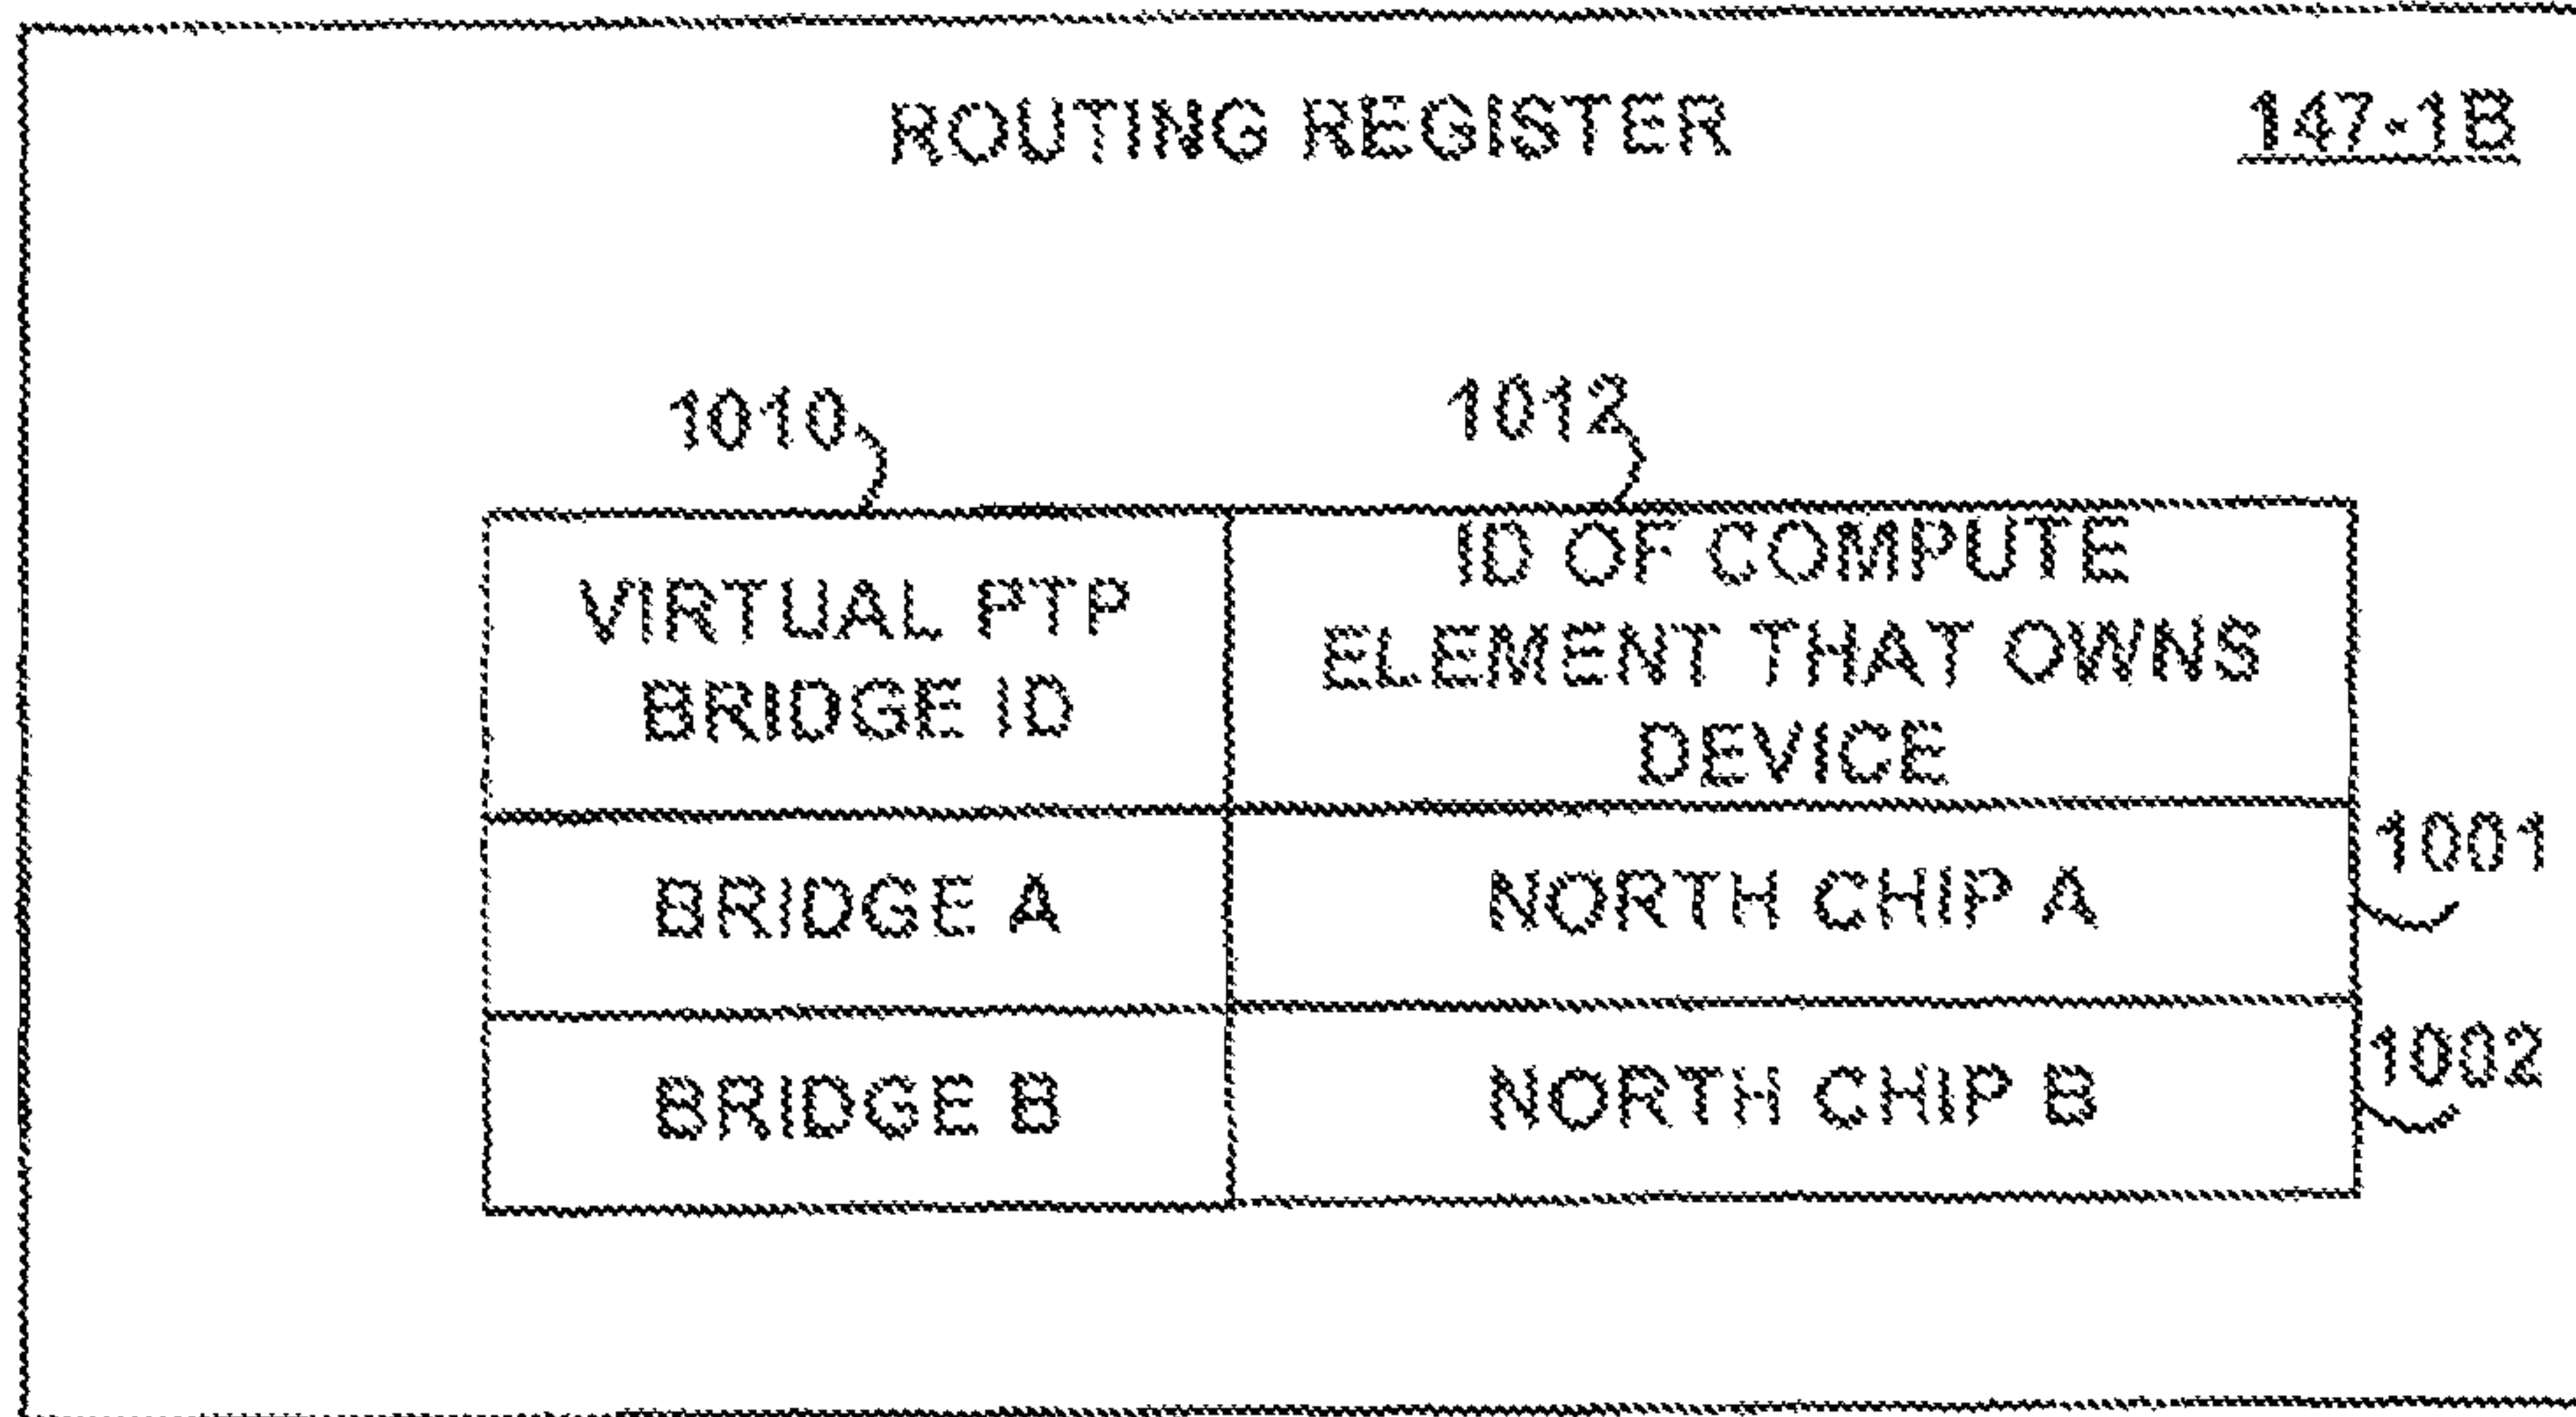 ROUTING REGISTER
147-1B
1010
1012
VIRTUAL PTP
BRIDGE ID
ID OF COMPUTE
ELEMENT THAT OWNS
DEVICE
BRIDGE A
NORTH CHIP A
1001
BRIDGE B
NORTH CHIP B
1002